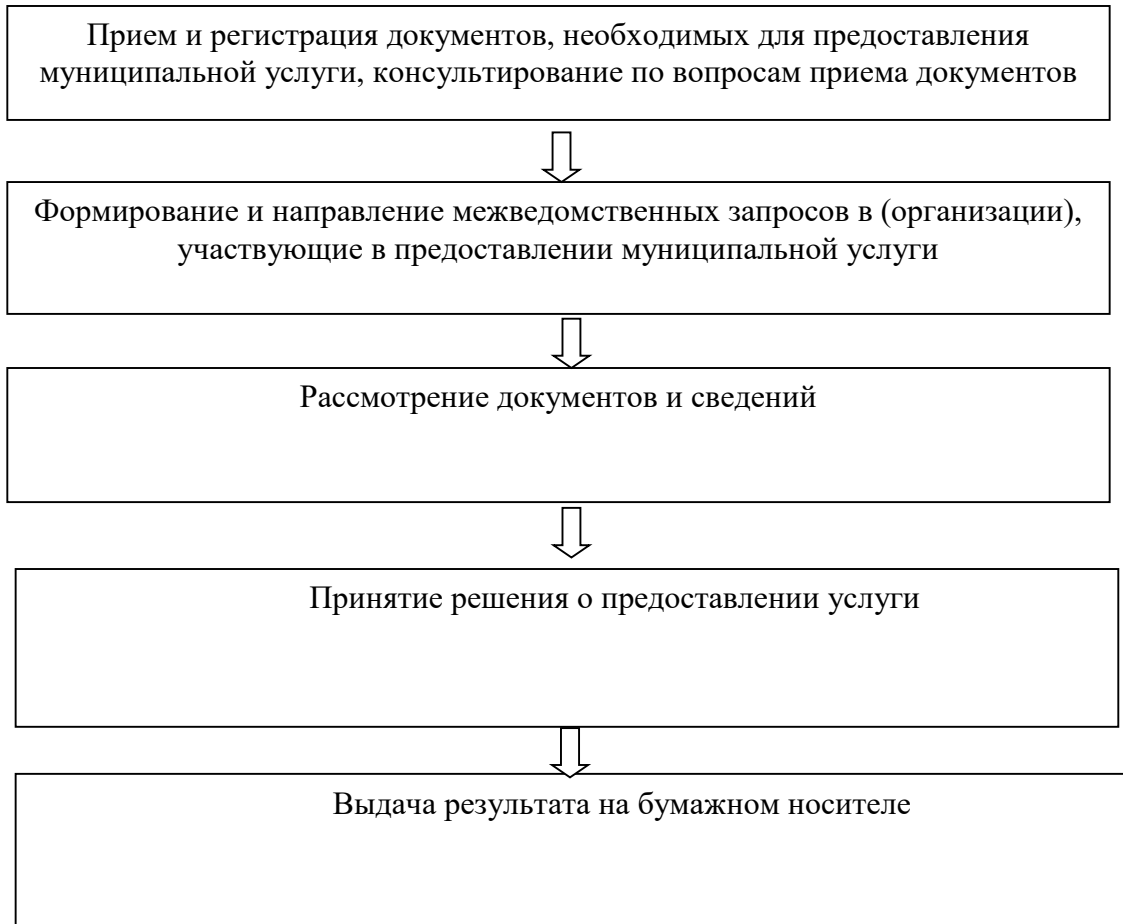 Прием и регистрация документов, необходимых для предоставления
муниципальной услуги, консультирование по вопросам приема документов
Формирование и направление межведомственных запросов в (организации),
участвующие в предоставлении муниципальной услуги
Рассмотрение документов и сведений
Принятие решения о предоставлении услуги
Выдача результата на бумажном носителе